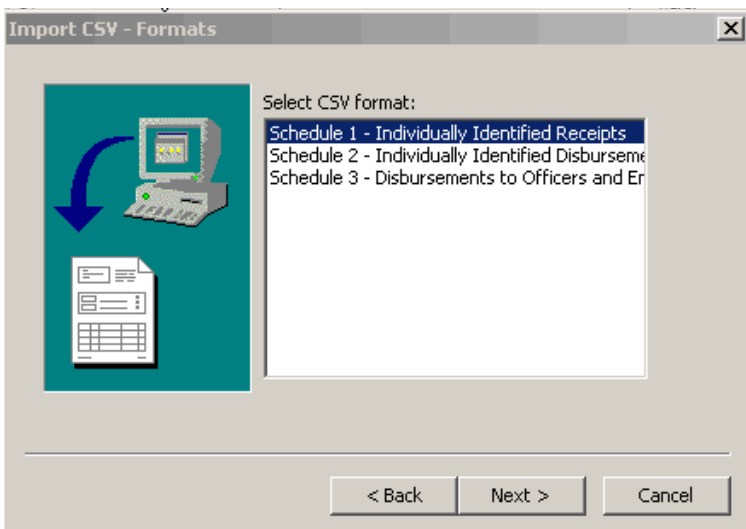 Import CSV - Formats
Select CSV format:
Schedule 1 - Individually Identified Receipts
Schedule 2 - Individually Identified Disburseme
Schedule 3 - Disbursements to Officers and Er
< Back
Next >
Cancel